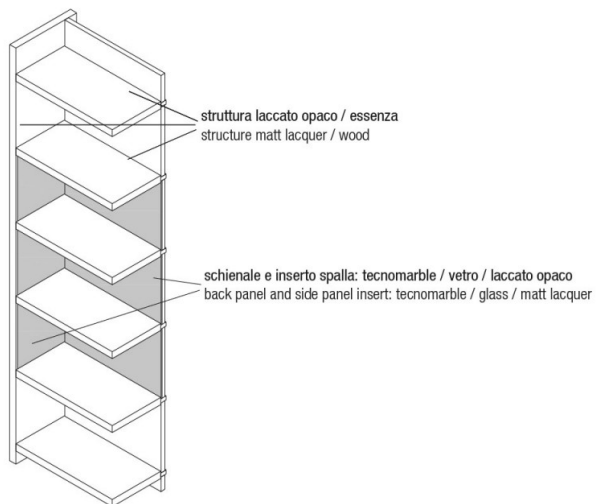 struttura laccato opaco / essenza
structure matt lacquer / wood
schienale e inserto spalla: tecnomarble / vetro / laccato opaco
back panel and side panel insert: tecnomarble / glass / matt lacquer